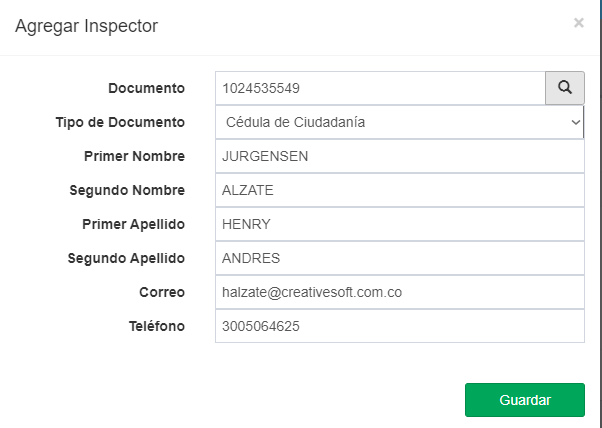 Agregar Inspector ×
Documento 1024535549
Tipo de Documento Cédula de Ciudadanía
Primer Nombre JURGENSEN
Segundo Nombre ALZATE
Primer Apellido HENRY
Segundo Apellido ANDRES
Correo halzate@creativesoft.com.co
Teléfono 3005064625
Guardar